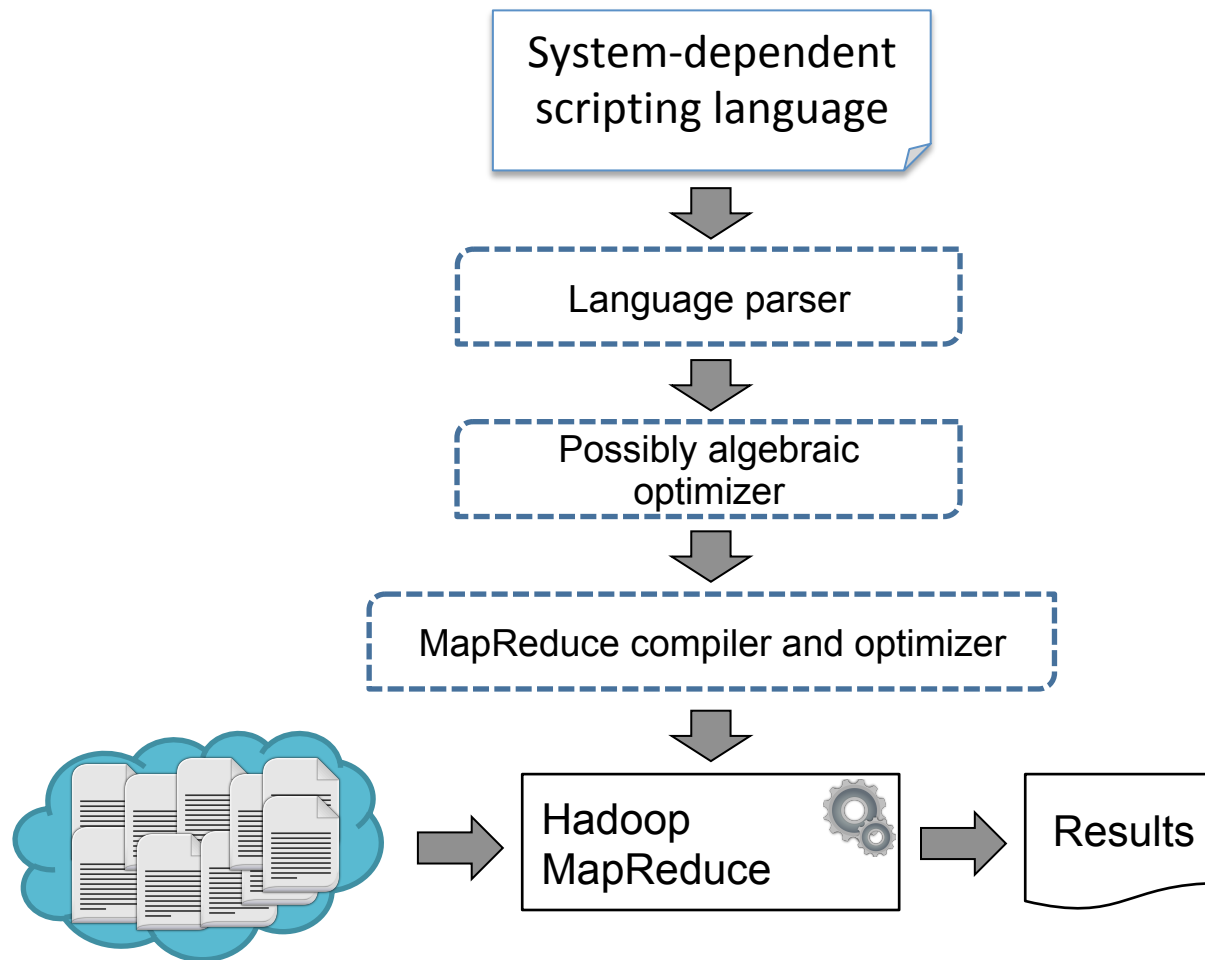 System-dependent
scripting language
Language parser
Possibly algebraic
optimizer
MapReduce compiler and optimizer
Hadoop
MapReduce
Results